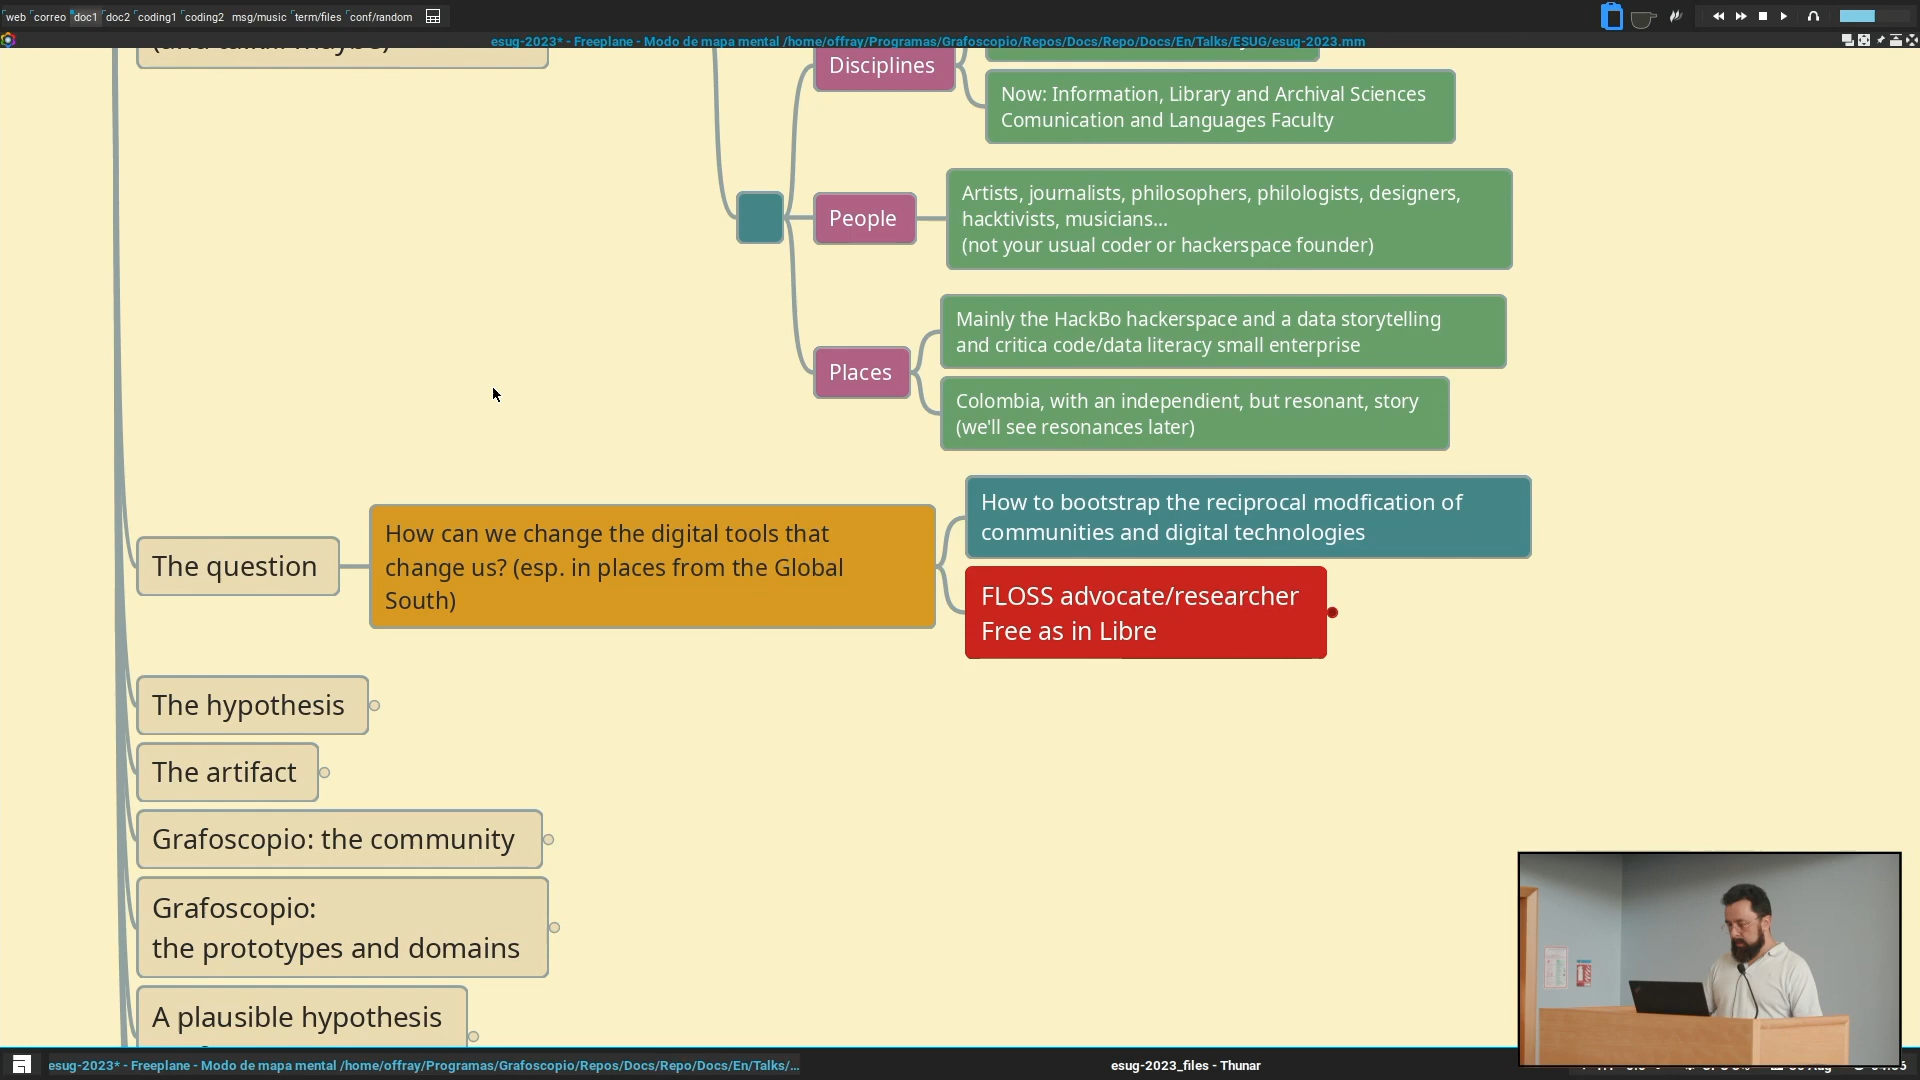 web correo doc1 doc2 coding1 coding2 msg/music term/files conf/random
esug-2023* - Freeplane - Modo de mapa mental /home/offray/Programas/Grafoscopio/Repos/Docs/Repo/Docs/En/Talks/ESUG/esug-2023.mm
Disciplines
Now: Information, Library and Archival Sciences
Comunication and Languages Faculty
People
Artists, journalists, philosophers, philologists, designers,
hacktivists, musicians...
(not your usual coder or hackerspace founder)
Places
Mainly the HackBo hackerspace and a data storytelling
and critica code/data literacy small enterprise
Colombia, with an independent, but resonant, story
(we'll see resonances later)
The question
How can we change the digital tools that
change us? (esp. in places from the Global
South)
How to bootstrap the reciprocal modfication of
communities and digital technologies
FLOSS advocate/researcher
Free as in Libre
The hypothesis
The artifact
Grafoscopio: the community
Grafoscopio:
the prototypes and domains
A plausible hypothesis
esug-2023* - Freeplane - Modo de mapa mental /home/offray/Programas/Grafoscopio/Repos/Docs/Repo/Docs/En/Talks/...
esug-2023_files - Thunar